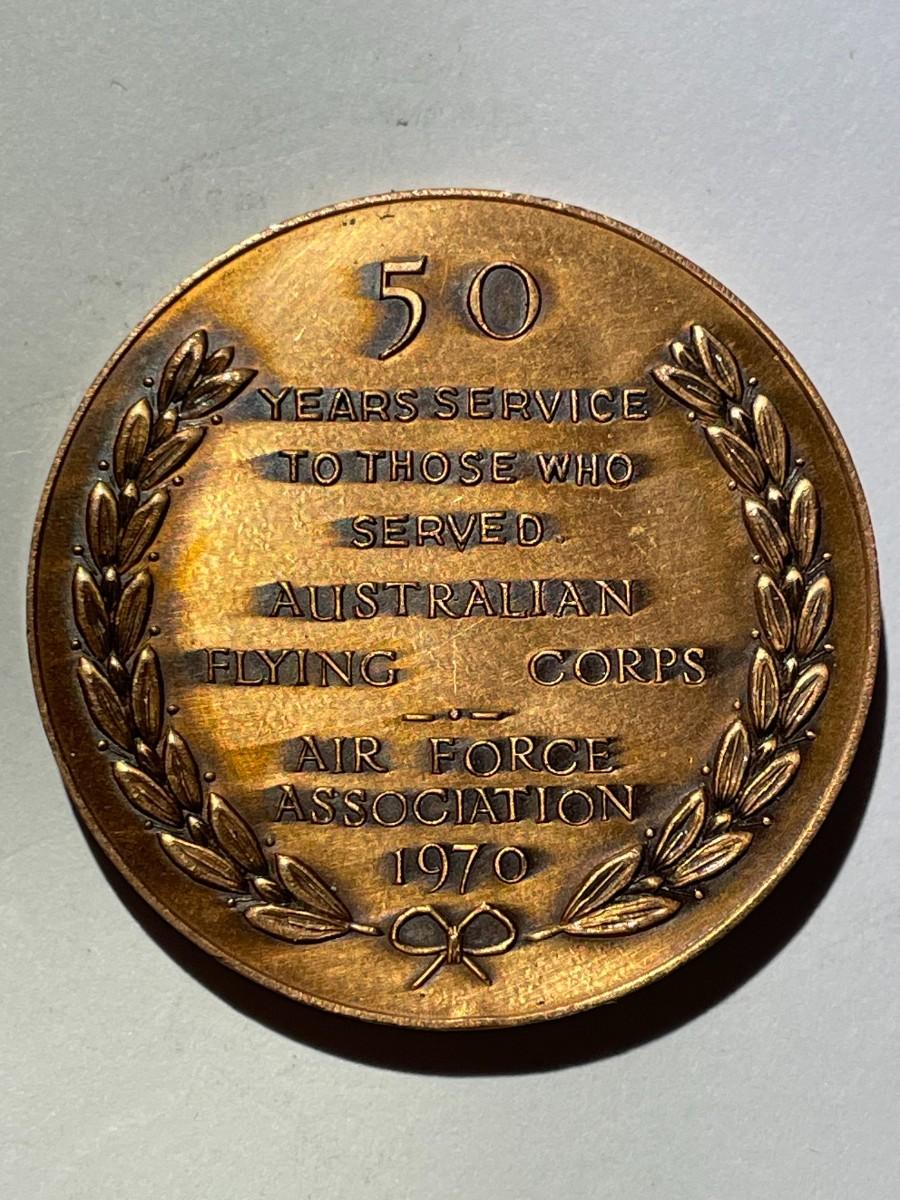 50
YEARS SERVICE
TO THOSE WHO
SERVED.
AUSTRALIAN
FLYING CORPS
AIR FORCE
ASSOCIATION
1970